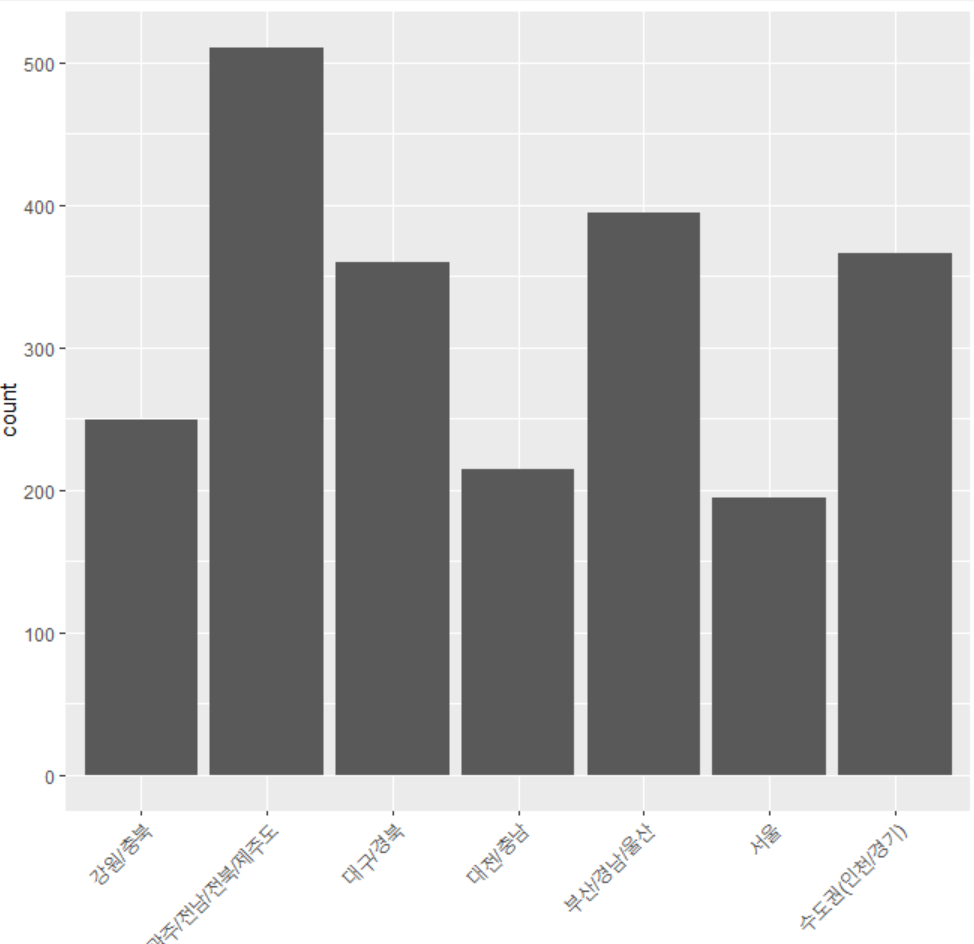 500
400
300
200
100
0
count
강원/충북
광주/전남/전북/제주도
대구/경북
대전/충남
부산/경남/울산
서울
수도권(인천/경기)